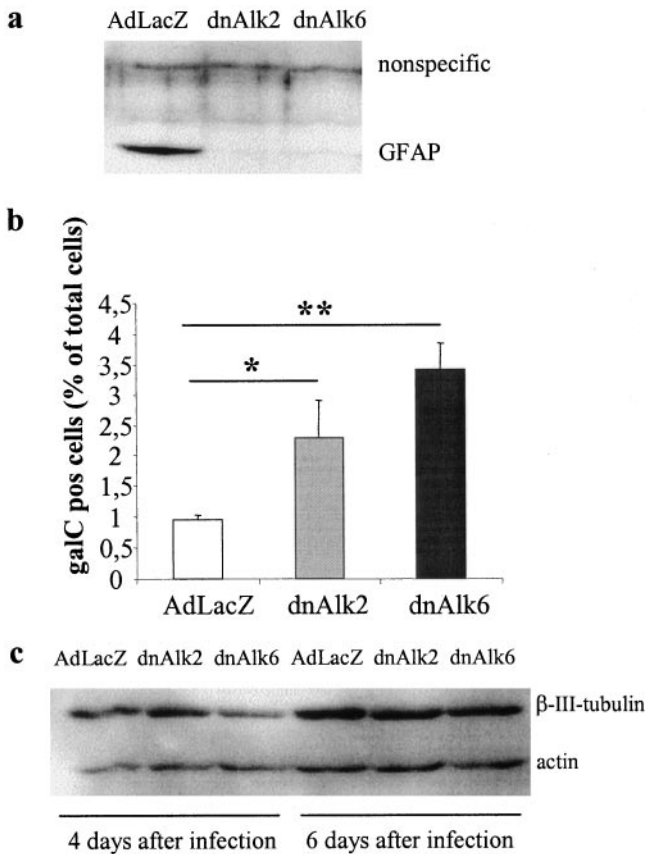 a
AdLacZ dnAlk2 dnAlk6
nonspecific
GFAP
b
galC pos cells (% of total cells)
4,5
4
3,5
3
2,5
2
1,5
1
0,5
0
**
*
AdLacZ dnAlk2 dnAlk6
c
AdLacZ dnAlk2 dnAlk6 AdLacZ dnAlk2 dnAlk6
β-III-tubulin
actin
4 days after infection 6 days after infection